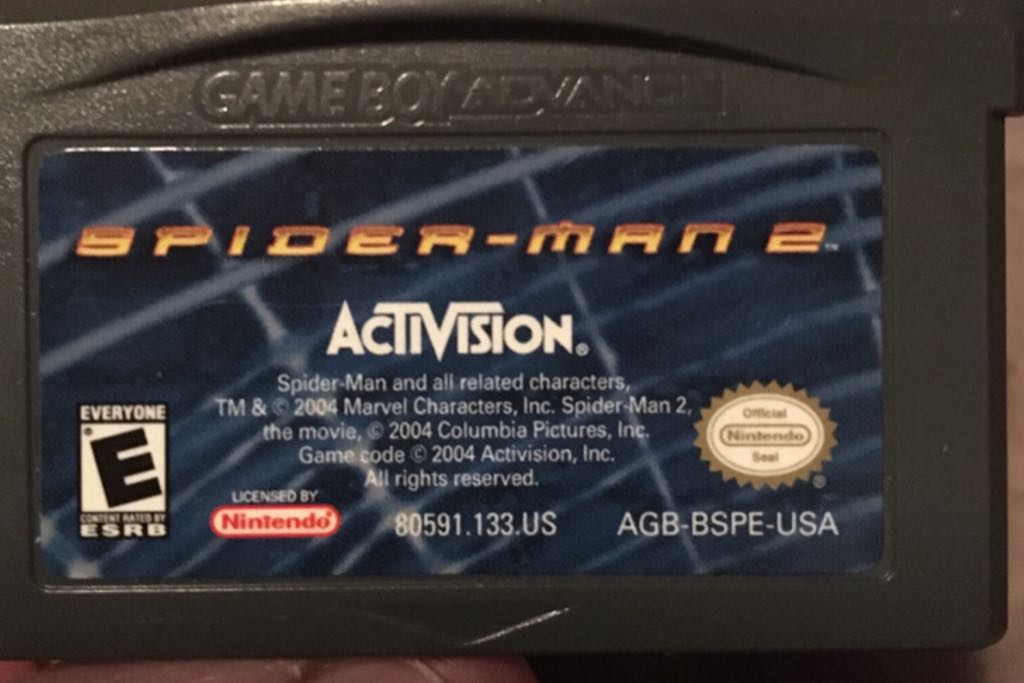 GAME BOY ADVANCE
SPIDER-MAN 2™
ACTIVISION®
Spider-Man and all related characters,
TM & © 2004 Marvel Characters, Inc. Spider-Man 2,
the movie, © 2004 Columbia Pictures, Inc.
Game code © 2004 Activision, Inc.
All rights reserved.
EVERYONE
E
CONTENT RATED BY
ESRB
LICENSED BY
Nintendo®
80591.133.US
Official
Nintendo
Seal
®
AGB-BSPE-USA